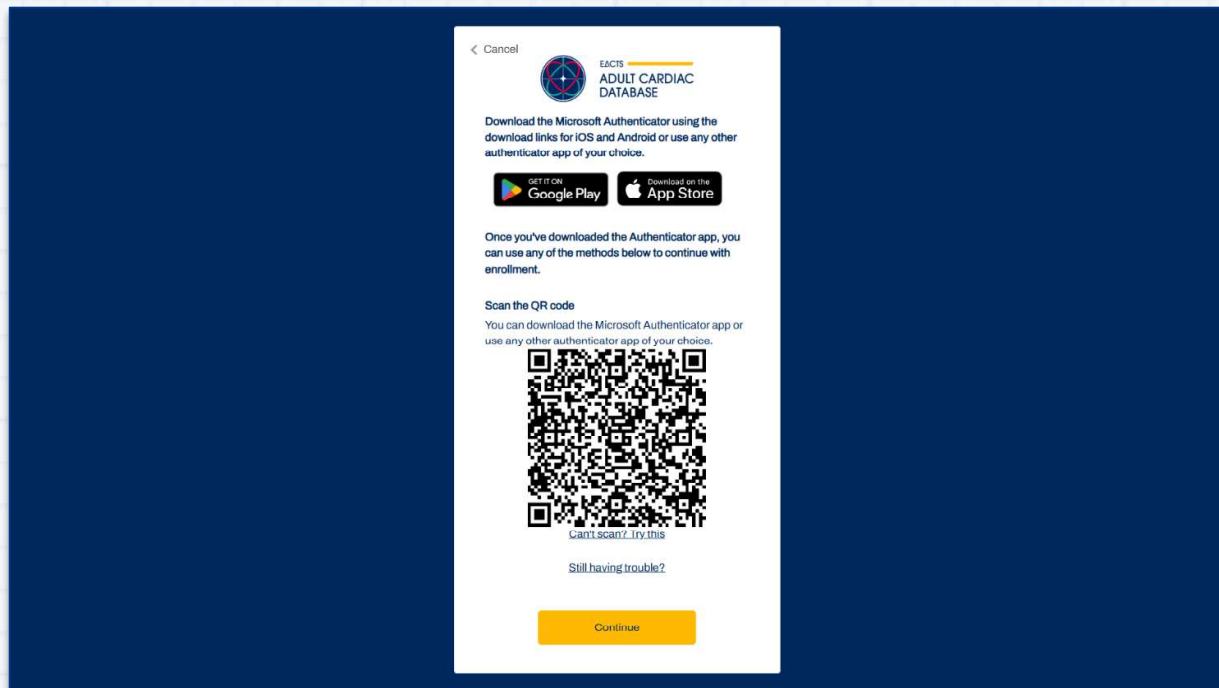 Cancel
EACTS
ADULT CARDIAC
DATABASE
Download the Microsoft Authenticator using the
download links for iOS and Android or use any other
authenticator app of your choice.
GET IT ON
Google Play
Download on the
App Store
Once you've downloaded the Authenticator app, you
can use any of the methods below to continue with
enrollment.
Scan the QR code
You can download the Microsoft Authenticator app or
use any other authenticator app of your choice.
Can't scan? Try this
Still having trouble?
Continue